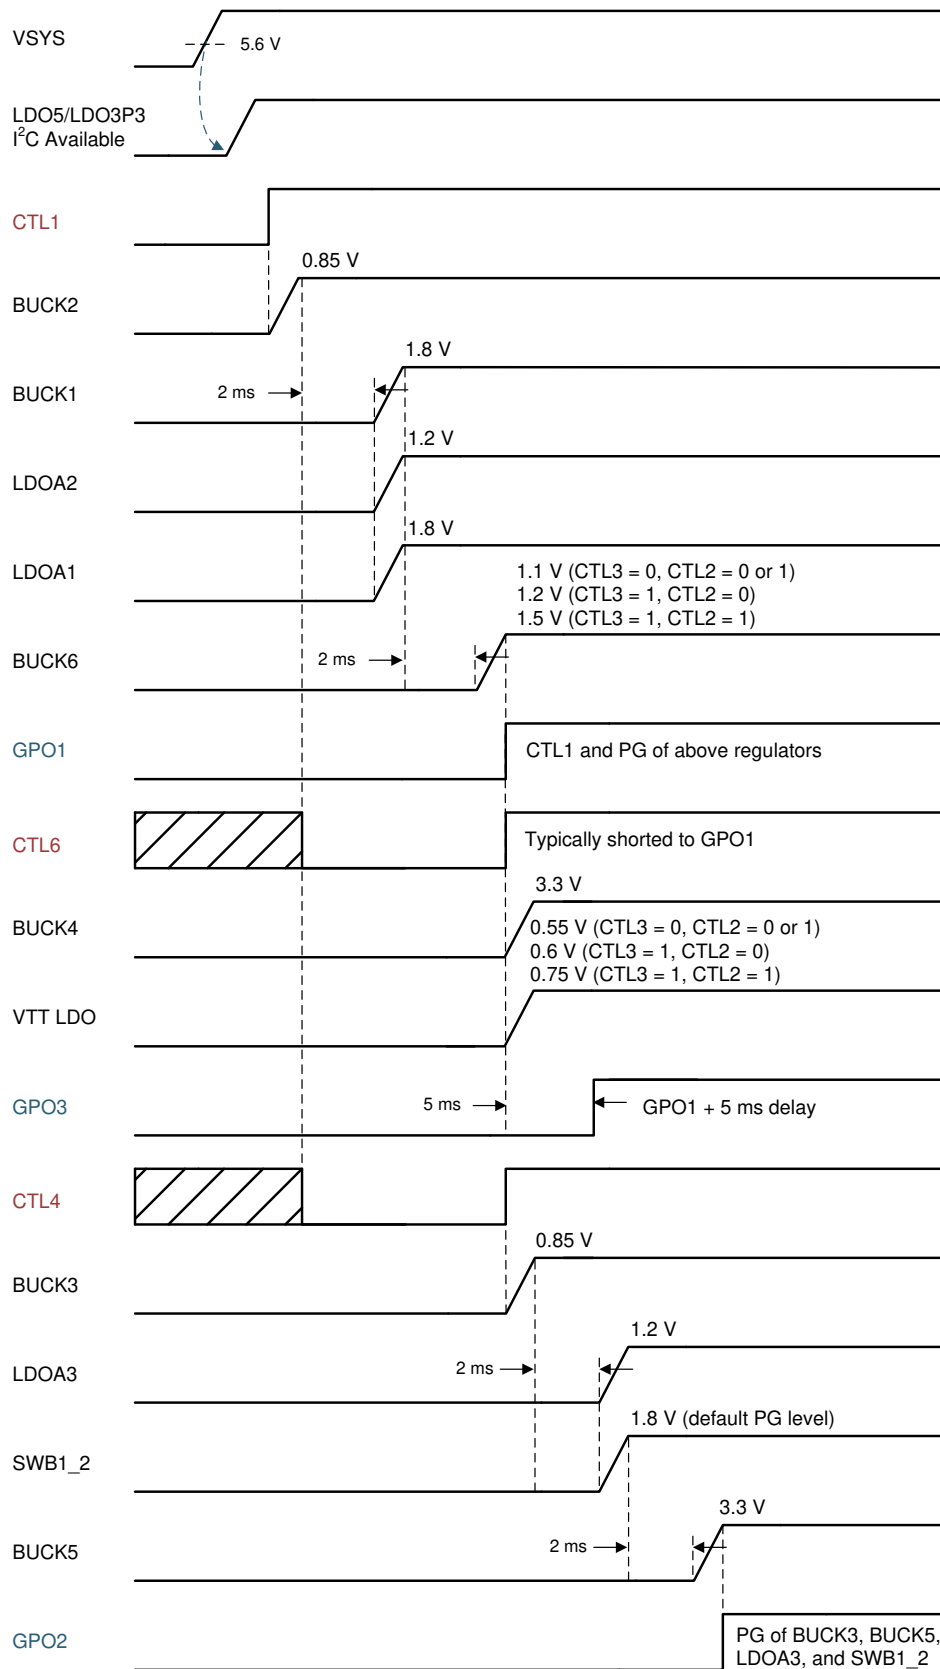 VSYS
5.6 V
LDO5/LDO3P3
I²C Available
CTL1
0.85 V
BUCK2
1.8 V
2 ms
BUCK1
1.2 V
LDOA2
1.8 V
LDOA1
1.1 V (CTL3 = 0, CTL2 = 0 or 1)
1.2 V (CTL3 = 1, CTL2 = 0)
1.5 V (CTL3 = 1, CTL2 = 1)
2 ms
BUCK6
GPO1
CTL1 and PG of above regulators
CTL6
Typically shorted to GPO1
3.3 V
BUCK4
0.55 V (CTL3 = 0, CTL2 = 0 or 1)
0.6 V (CTL3 = 1, CTL2 = 0)
0.75 V (CTL3 = 1, CTL2 = 1)
VTT LDO
GPO3
5 ms
GPO1 + 5 ms delay
CTL4
0.85 V
BUCK3
1.2 V
LDOA3
2 ms
1.8 V (default PG level)
SWB1_2
3.3 V
BUCK5
2 ms
GPO2
PG of BUCK3, BUCK5,
LDOA3, and SWB1_2